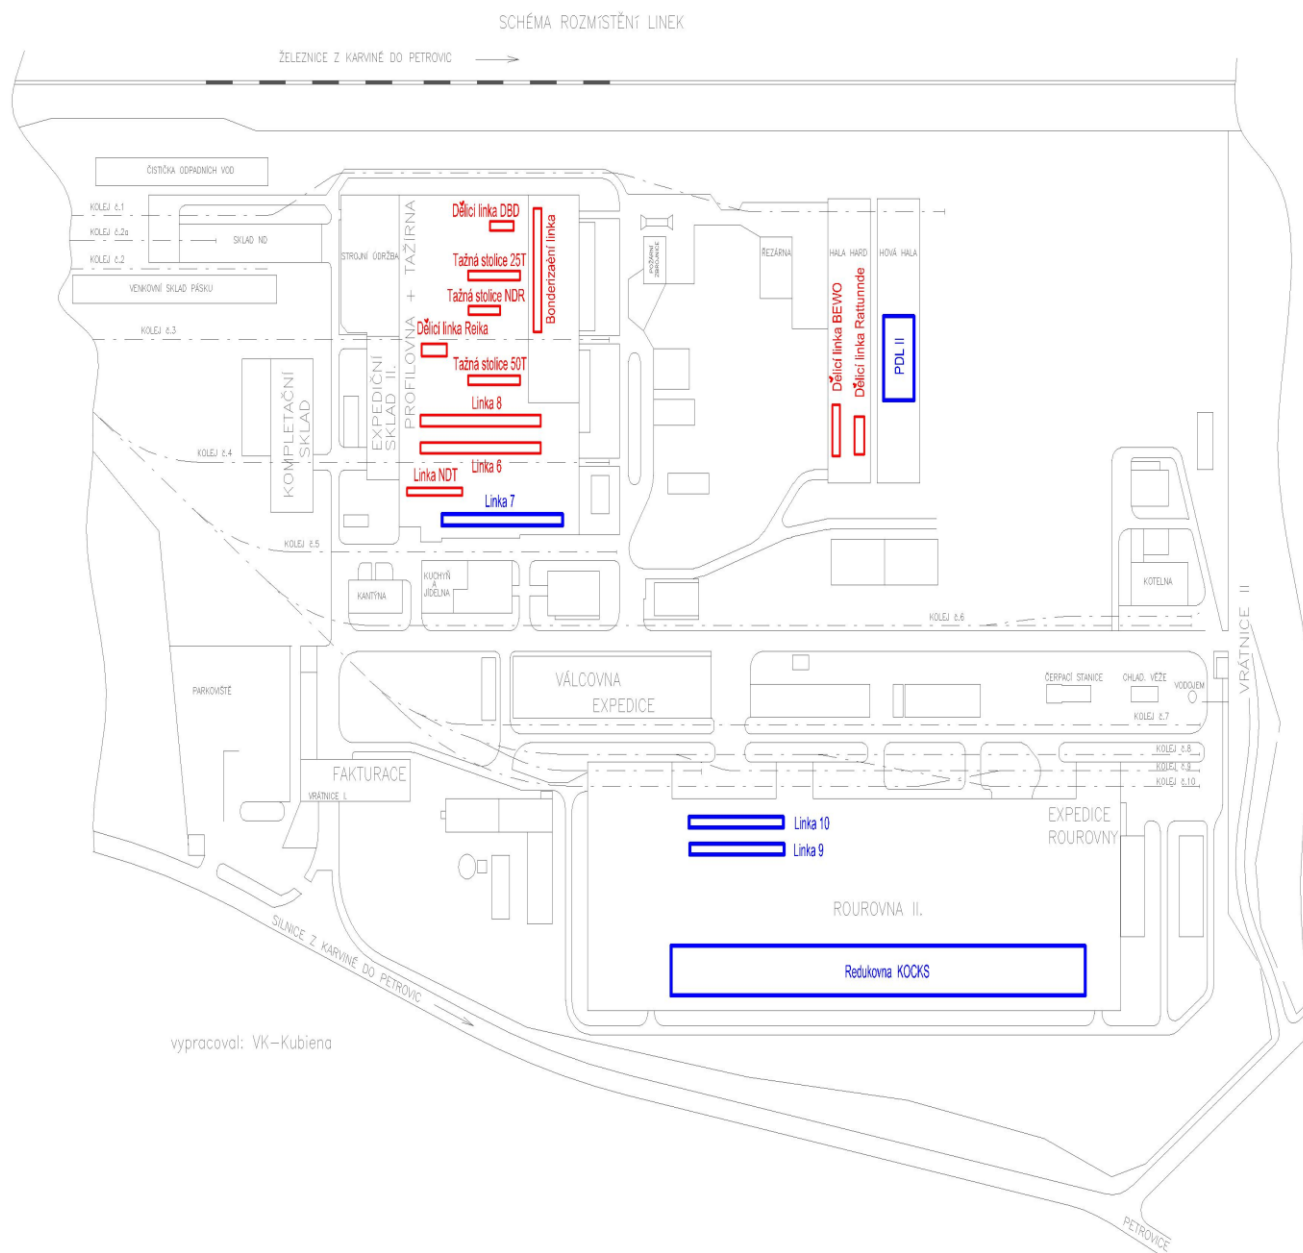 SCHÉMA ROZMíSTĚNí LINEK
ŽELEZNICE Z KARVINÉ DO PETROVIC
ČISTIČKA ODPADNÍCH VOD
KOLEJ č.1
KOLEJ č.2a
SKLAD ND
KOLEJ č.2
VENKOVNÍ SKLAD PÁSKU
KOLEJ č.3
STROJNÍ ÚDRŽBA
PROFILOVNA + TAŽÍRNA
Dělicí linka DBD
Tažná stolice 25T
Tažná stolice NDR
Dělicí linka Reika
Tažná stolice 50T
Bonderizaění linka
Linka 8
Linka 6
Linka NDT
Linka 7
EXPEDIČNÍ
SKLAD II.
KOMPLETAČNÍ
SKLAD
KOLEJ č.4
KOLEJ č.5
POŽÁRNÍ
ZBROJNICE
ŘEZÁRNA
HALA HARD
HOVÁ HALA
Dělicí linka BEWO
Dělicí linka Rattunnde
PDL II
KANTÝNA
KUCHYŇ
A
JÍDELNA
KOTELNA
KOLEJ č.6
VRÁTNICE II
PARKOVIŠTĚ
VÁLCOVNA
EXPEDICE
ČERPACÍ STANICE
CHLAD. VĚŽE
VODOJEM
KOLEJ č.7
KOLEJ č.8
KOLEJ č.9
KOLEJ č.10
FAKTURACE
VRÁTNICE I.
Linka 10
Linka 9
EXPEDICE
ROUROVNY
ROUROVNA II.
Redukovna KOCKS
SILNICE Z KARVINÉ DO PETROVIC
vypracoval: VK-Kubiena
PETROVICE